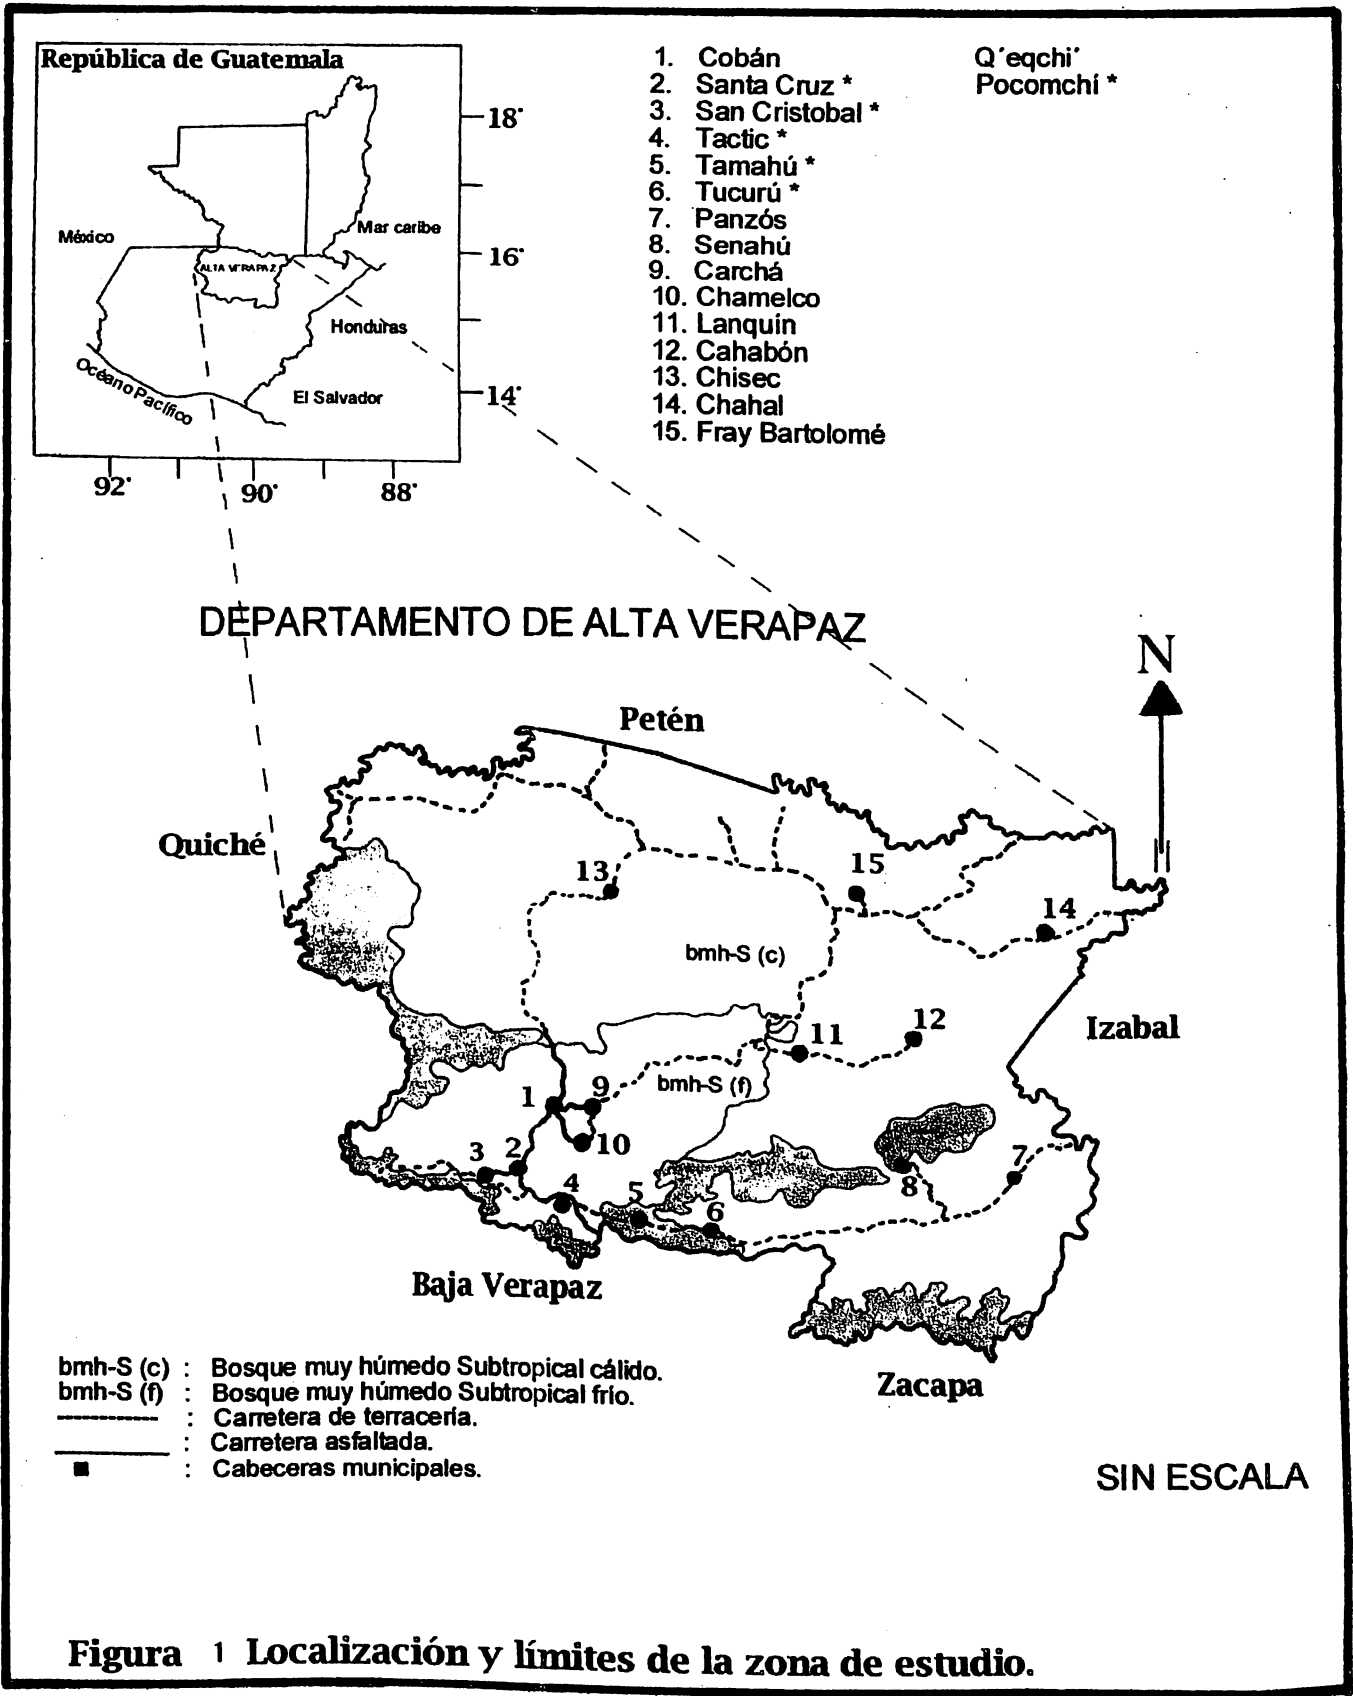 República de Guatemala
18°
Mar caribe
México
16°
ALTA VERAPAZ
Honduras
Océano Pacífico
El Salvador
14°
92°
90°
88°
1. Cobán
2. Santa Cruz *
3. San Cristobal *
4. Tactic *
5. Tamahú *
6. Tucurú *
7. Panzós
8. Senahú
9. Carchá
10. Chamelco
11. Lanquín
12. Cahabón
13. Chisec
14. Chahal
15. Fray Bartolomé
Q´eqchi´
Pocomchí *
DEPARTAMENTO DE ALTA VERAPAZ
N
Petén
Quiché
13
15
14
bmh-S (c)
11
12
Izabal
bmh-S (f)
1
9
10
3
2
4
5
6
8
7
Baja Verapaz
Zacapa
bmh-S (c) : Bosque muy húmedo Subtropical cálido.
bmh-S (f) : Bosque muy húmedo Subtropical frío.
: Carretera de terracería.
: Carretera asfaltada.
: Cabeceras municipales.
SIN ESCALA
Figura 1 Localización y límites de la zona de estudio.